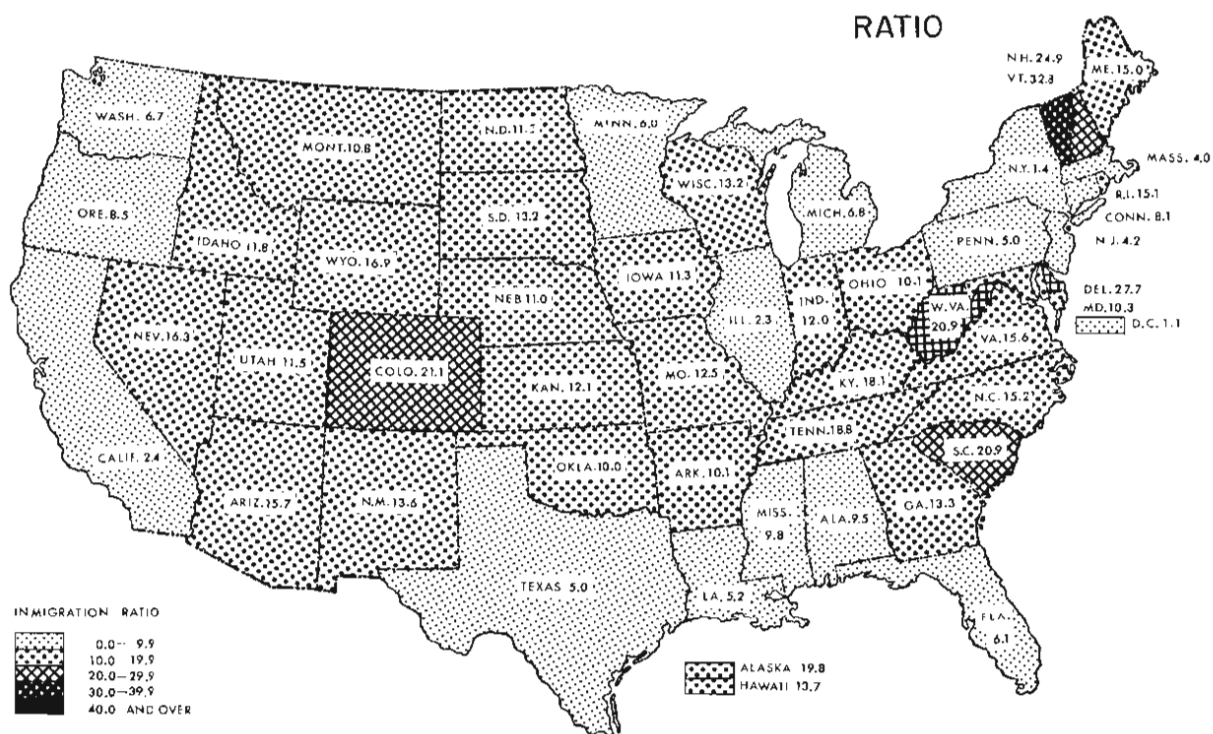 RATIO
N.H. 24.9
VT. 32.8
ME. 15.0
WASH. 6.7
MINN. 6.0
N.D. 11.
MONT. 10.8
MASS. 4.0
N.Y. 1.4
WISC. 13.2
R.I. 15.1
ORE. 8.5
S.D. 13.2
MICH. 6.8
CONN. 8.1
IDAHO 11.8
PENN. 5.0
N.J. 4.2
WYO. 16.9
IOWA 11.3
OHIO 10.1
NEB 11.0
DEL. 27.7
IND.
12.0
W.VA.
20.9
MD. 10.3
ILL. 2.3
D.C. 1.1
NEV. 16.3
UTAH 11.5
COLO. 21.1
VA. 15.6
KAN. 12.1
MO. 12.5
KY. 18.1
N.C. 15.2
TENN. 18.8
CALIF. 2.4
S.C. 20.9
OKLA. 10.0
ARK. 10.1
ARIZ. 15.7
N.M. 13.6
MISS.
9.8
ALA. 9.5
GA. 13.3
TEXAS 5.0
LA. 5.2
FLA.
6.1
INMIGRATION RATIO
0.0-- 9.9
10.0 19.9
20.0-29.9
30.0-39.9
40.0 AND OVER
ALASKA 19.8
HAWAII 13.7